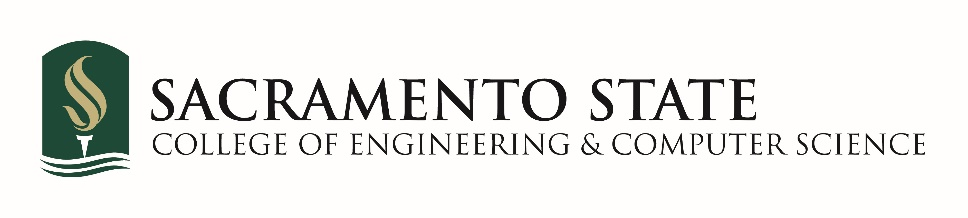 SACRAMENTO STATE
COLLEGE OF ENGINEERING & COMPUTER SCIENCE